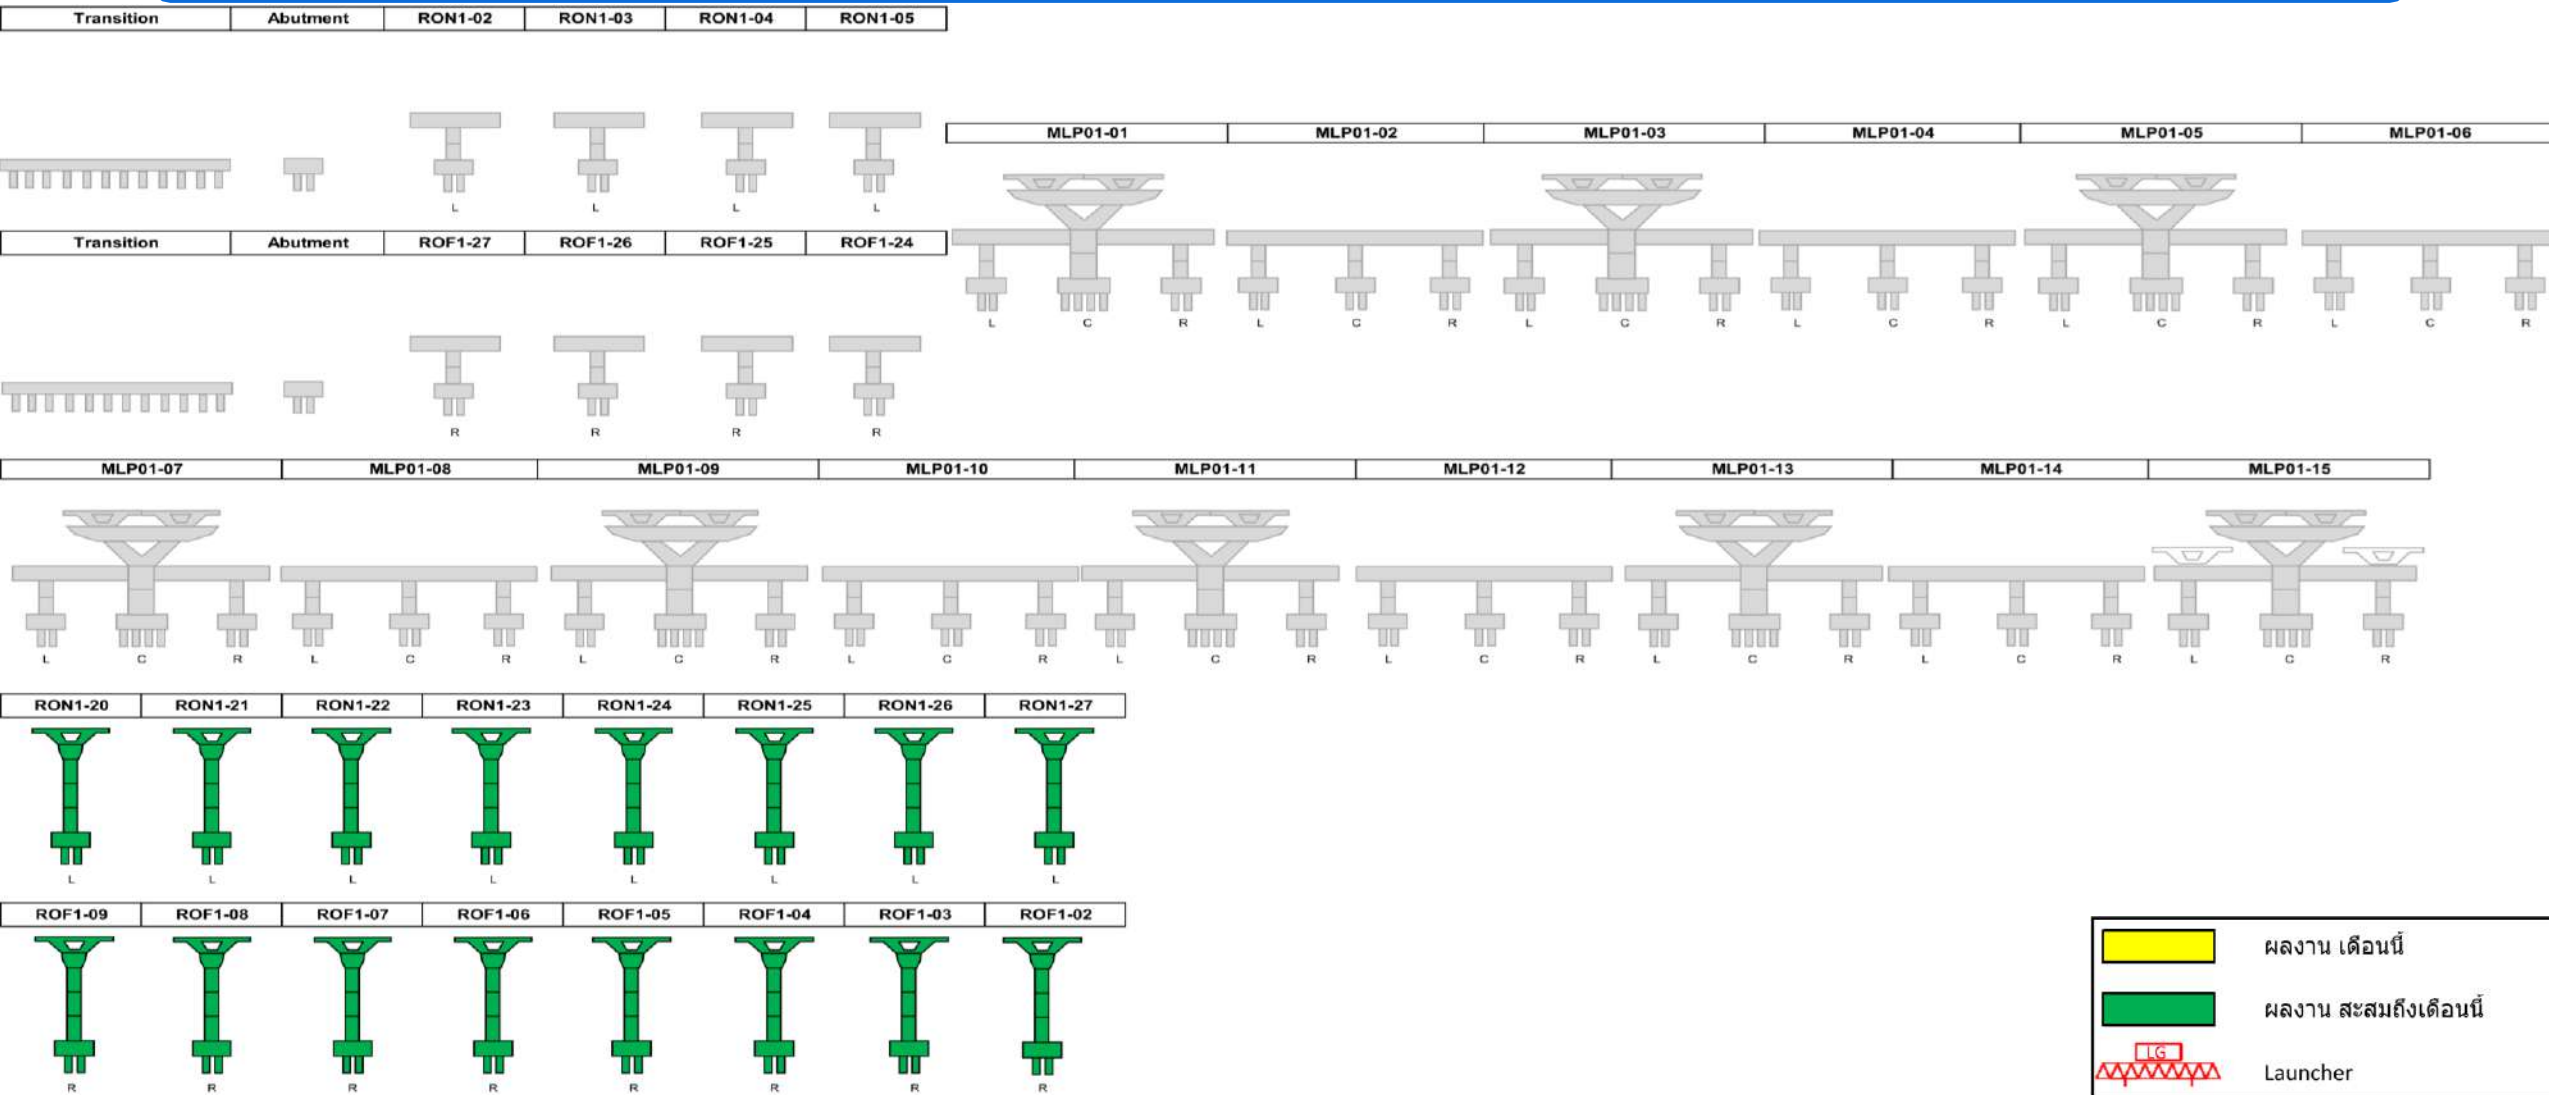 Transition Abutment RON1-02 RON1-03 RON1-04 RON1-05
L L L L
MLP01-01 MLP01-02 MLP01-03 MLP01-04 MLP01-05 MLP01-06
L C R L C R L C R L C R L C R L C R
Transition Abutment ROF1-27 ROF1-26 ROF1-25 ROF1-24
R R R R
MLP01-07 MLP01-08 MLP01-09 MLP01-10 MLP01-11 MLP01-12 MLP01-13 MLP01-14 MLP01-15
L C R L C R L C R L C R L C R L C R L C R L C R L C R
RON1-20 RON1-21 RON1-22 RON1-23 RON1-24 RON1-25 RON1-26 RON1-27
L L L L L L L L
ROF1-09 ROF1-08 ROF1-07 ROF1-06 ROF1-05 ROF1-04 ROF1-03 ROF1-02
R R R R R R R R
ผลงาน เดือนนี้
ผลงาน สะสมถึงเดือนนี้
LG Launcher